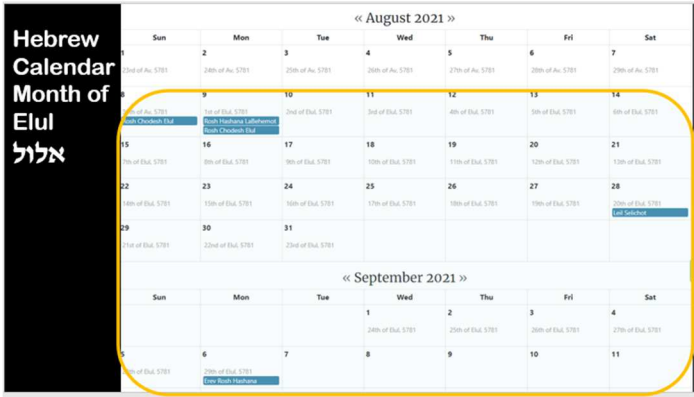 Hebrew
Calendar
Month of
Elul
אלול
« August 2021 »
Sun Mon Tue Wed Thu Fri Sat
1 2 3 4 5 6 7
23rd of Av, 5781 24th of Av, 5781 25th of Av, 5781 26th of Av, 5781 27th of Av, 5781 28th of Av, 5781 29th of Av, 5781
8 9 10 11 12 13 14
of Av, 5781 1st of Elul, 5781 2nd of Elul, 5781 3rd of Elul, 5781 4th of Elul, 5781 5th of Elul, 5781 6th of Elul, 5781
Rosh Chodesh Elul Rosh Hashana LaBehemot
Rosh Chodesh Elul
15 16 17 18 19 20 21
7th of Elul, 5781 8th of Elul, 5781 9th of Elul, 5781 10th of Elul, 5781 11th of Elul, 5781 12th of Elul, 5781 13th of Elul, 5781
22 23 24 25 26 27 28
14th of Elul, 5781 15th of Elul, 5781 16th of Elul, 5781 17th of Elul, 5781 18th of Elul, 5781 19th of Elul, 5781 20th of Elul, 5781
Leil Selichot
29 30 31
21st of Elul, 5781 22nd of Elul, 5781 23rd of Elul, 5781
« September 2021 »
Sun Mon Tue Wed Thu Fri Sat
1 2 3 4
24th of Elul, 5781 25th of Elul, 5781 26th of Elul, 5781 27th of Elul, 5781
5 6 7 8 9 10 11
of Elul, 5781 29th of Elul, 5781
Erev Rosh Hashana